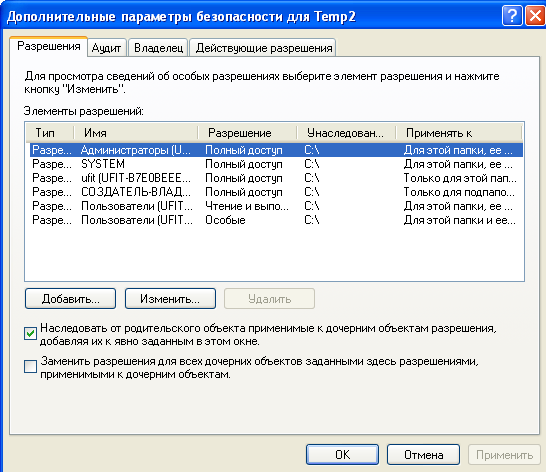 Дополнительные параметры безопасности для Temp2
Разрешения Аудит Владелец Действующие разрешения
Для просмотра сведений об особых разрешениях выберите элемент разрешения и нажмите
кнопку "Изменить".
Элементы разрешений:
Тип Имя Разрешение Унаследован... Применять к
Разре... Администраторы (U... Полный доступ C:\ Для этой папки, ее ...
Разре... SYSTEM Полный доступ C:\ Для этой папки, ее ...
Разре... ufit (UFIT-B7E0BEEE... Полный доступ C:\ Только для этой пап...
Разре... СОЗДАТЕЛЬ-ВЛАД... Полный доступ C:\ Только для подпапо...
Разре... Пользователи (UFIT... Чтение и выпо... C:\ Для этой папки, ее ...
Разре... Пользователи (UFIT... Особые C:\ Для этой папки и ее...
Добавить... Изменить... Удалить
Наследовать от родительского объекта применимые к дочерним объектам разрешения,
добавляя их к явно заданным в этом окне.
Заменить разрешения для всех дочерних объектов заданными здесь разрешениями,
применимыми к дочерним объектам.
OK Отмена Применить